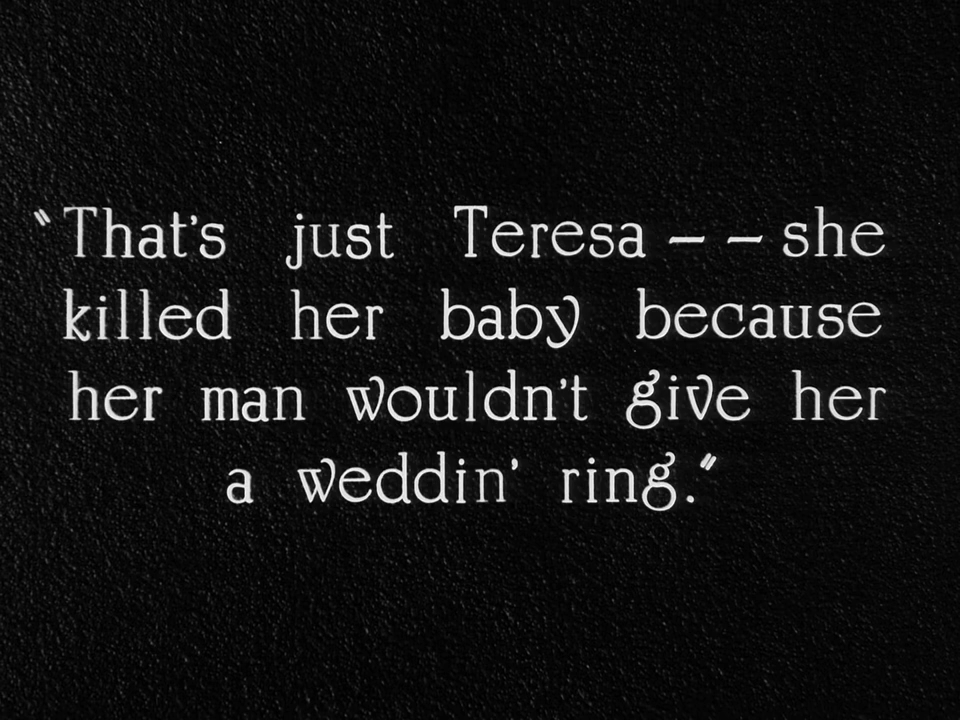 "That's just Teresa — — she
killed her baby because
her man wouldn't give her
a weddin' ring."